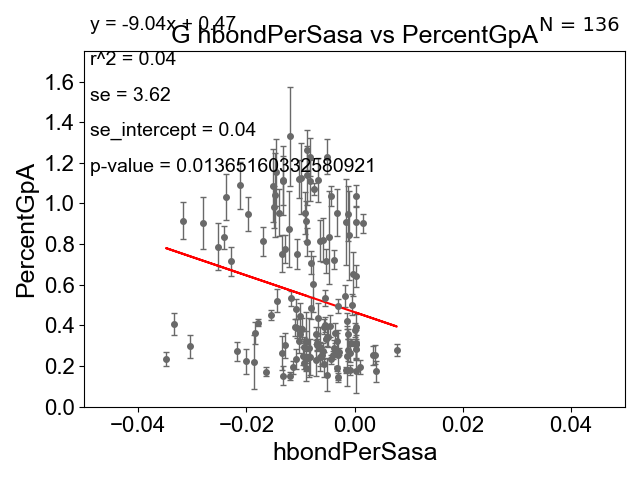 y = -9.04x + 0.47
N = 136
G hbondPerSasa vs PercentGpA
r^2 = 0.04
se = 3.62
se_intercept = 0.04
p-value = 0.01365160332580921
PercentGpA
1.6
1.4
1.2
1.0
0.8
0.6
0.4
0.2
0.0
−0.04 −0.02 0.00 0.02 0.04
hbondPerSasa